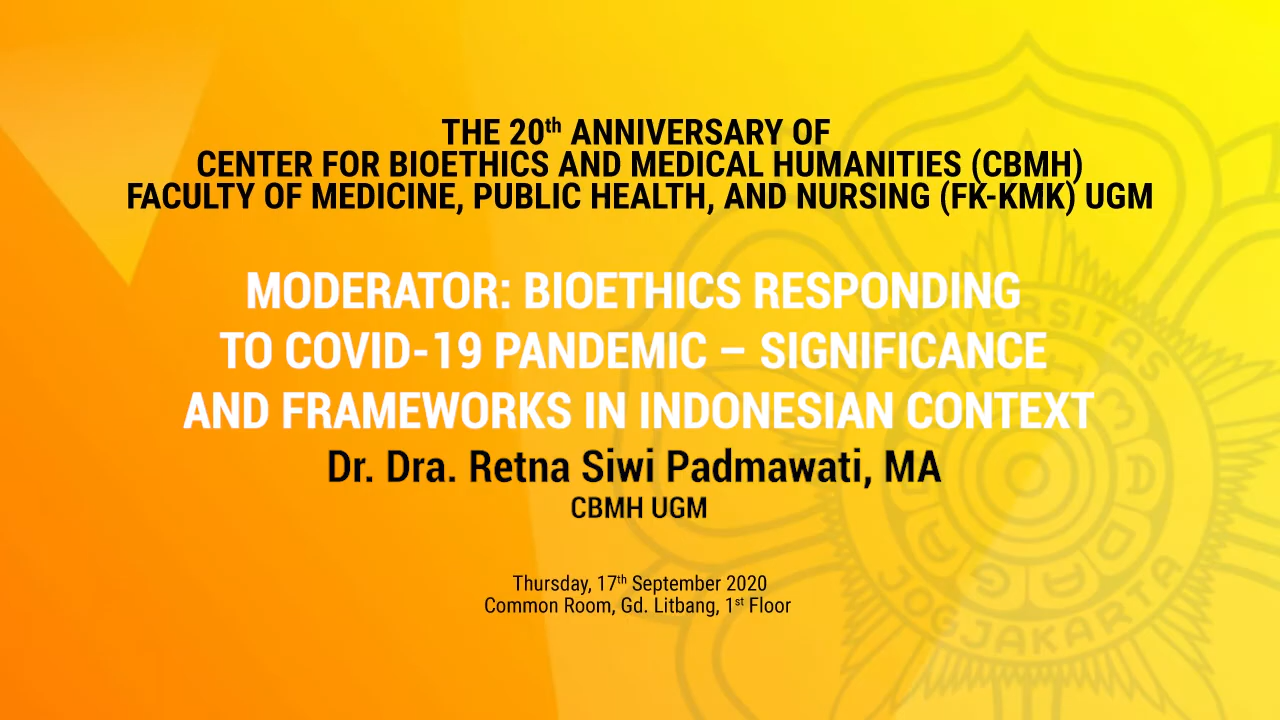 THE 20th ANNIVERSARY OF
CENTER FOR BIOETHICS AND MEDICAL HUMANITIES (CBMH)
FACULTY OF MEDICINE, PUBLIC HEALTH, AND NURSING (FK-KMK) UGM
MODERATOR: BIOETHICS RESPONDING
TO COVID-19 PANDEMIC – SIGNIFICANCE
AND FRAMEWORKS IN INDONESIAN CONTEXT
Dr. Dra. Retna Siwi Padmawati, MA
CBMH UGM
Thursday, 17th September 2020
Common Room, Gd. Litbang, 1st Floor
UNIVERSITAS
JOGJAKARTA